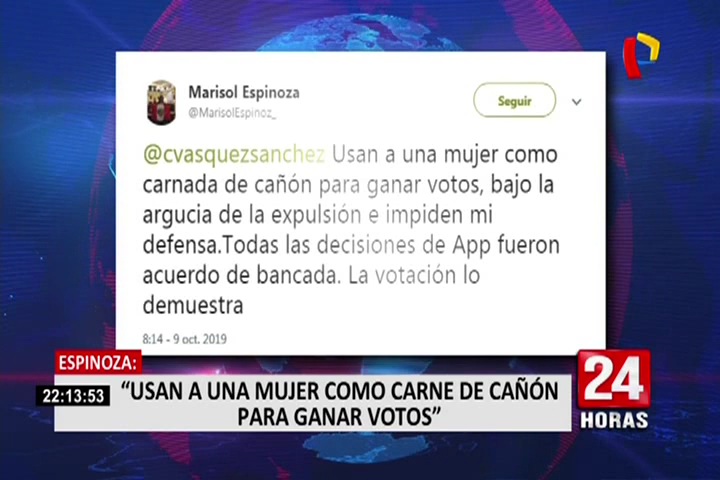 Marisol Espinoza
@MarisolEspinoz_
Seguir
@cvasquezsanchez Usan a una mujer como
carnada de cañón para ganar votos, bajo la
argucia de la expulsión e impiden mi
defensa.Todas las decisiones de App fueron
acuerdo de bancada. La votación lo
demuestra
8:14 - 9 oct. 2019
ESPINOZA:
22:13:53
“USAN A UNA MUJER COMO CARNE DE CAÑÓN
PARA GANAR VOTOS”
24
HORAS